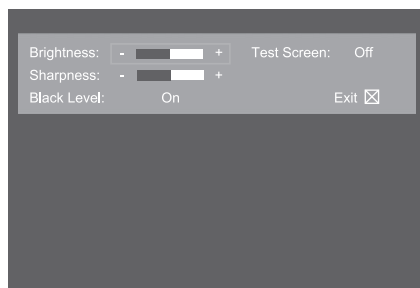 Brightness: - + Test Screen: Off
Sharpness: - +
Black Level: On Exit